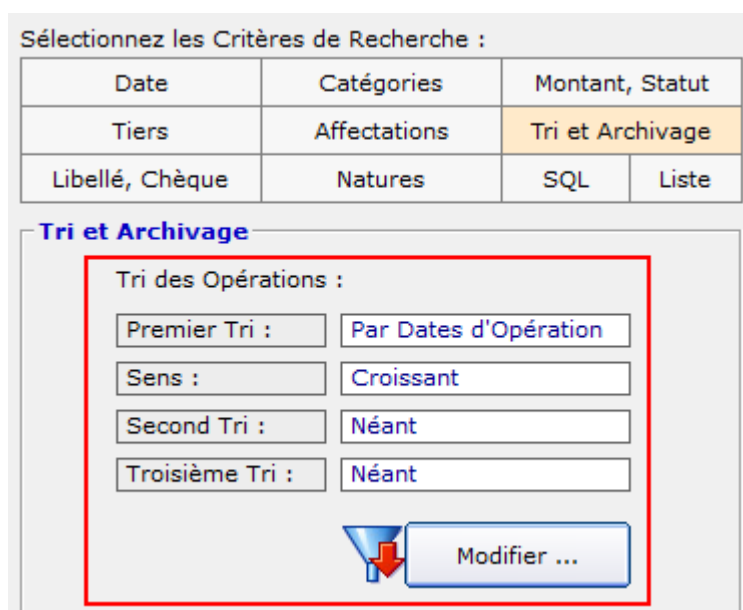 Sélectionnez les Critères de Recherche :
Date Catégories Montant, Statut
Tiers Affectations Tri et Archivage
Libellé, Chèque Natures SQL Liste
Tri et Archivage
Tri des Opérations :
Premier Tri : Par Dates d'Opération
Sens : Croissant
Second Tri : Néant
Troisième Tri : Néant
Modifier ...